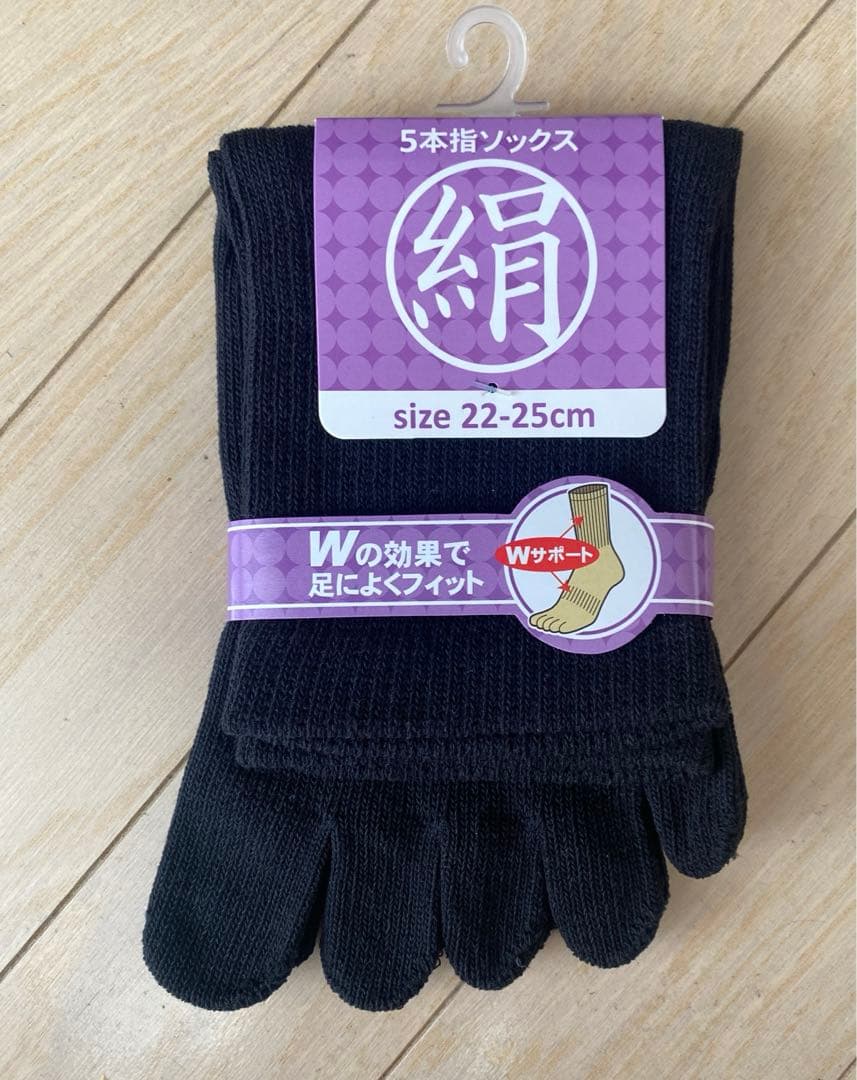 5本指ソックス
絹
size 22-25cm
Wの効果で
足によくフィット
Wサポート